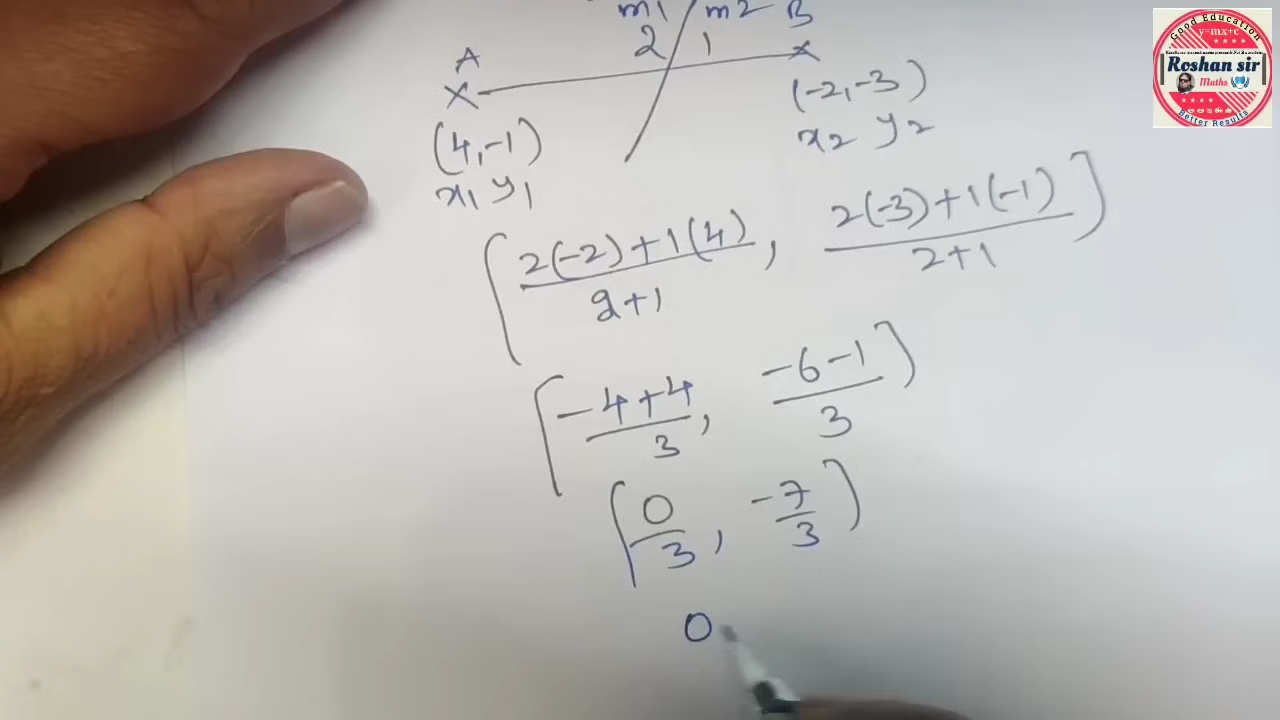 m1 m2 B
A 2 1
(4,-1) (-2,-3)
x1 y1 x2 y2
[2(-2)+1(4)/2+1, 2(-3)+1(-1)/2+1]
[-4+4/3, -6-1/3]
[0/3, -7/3]
0
Good Education
y=mx+c
Roshan sir
Maths
Better Results